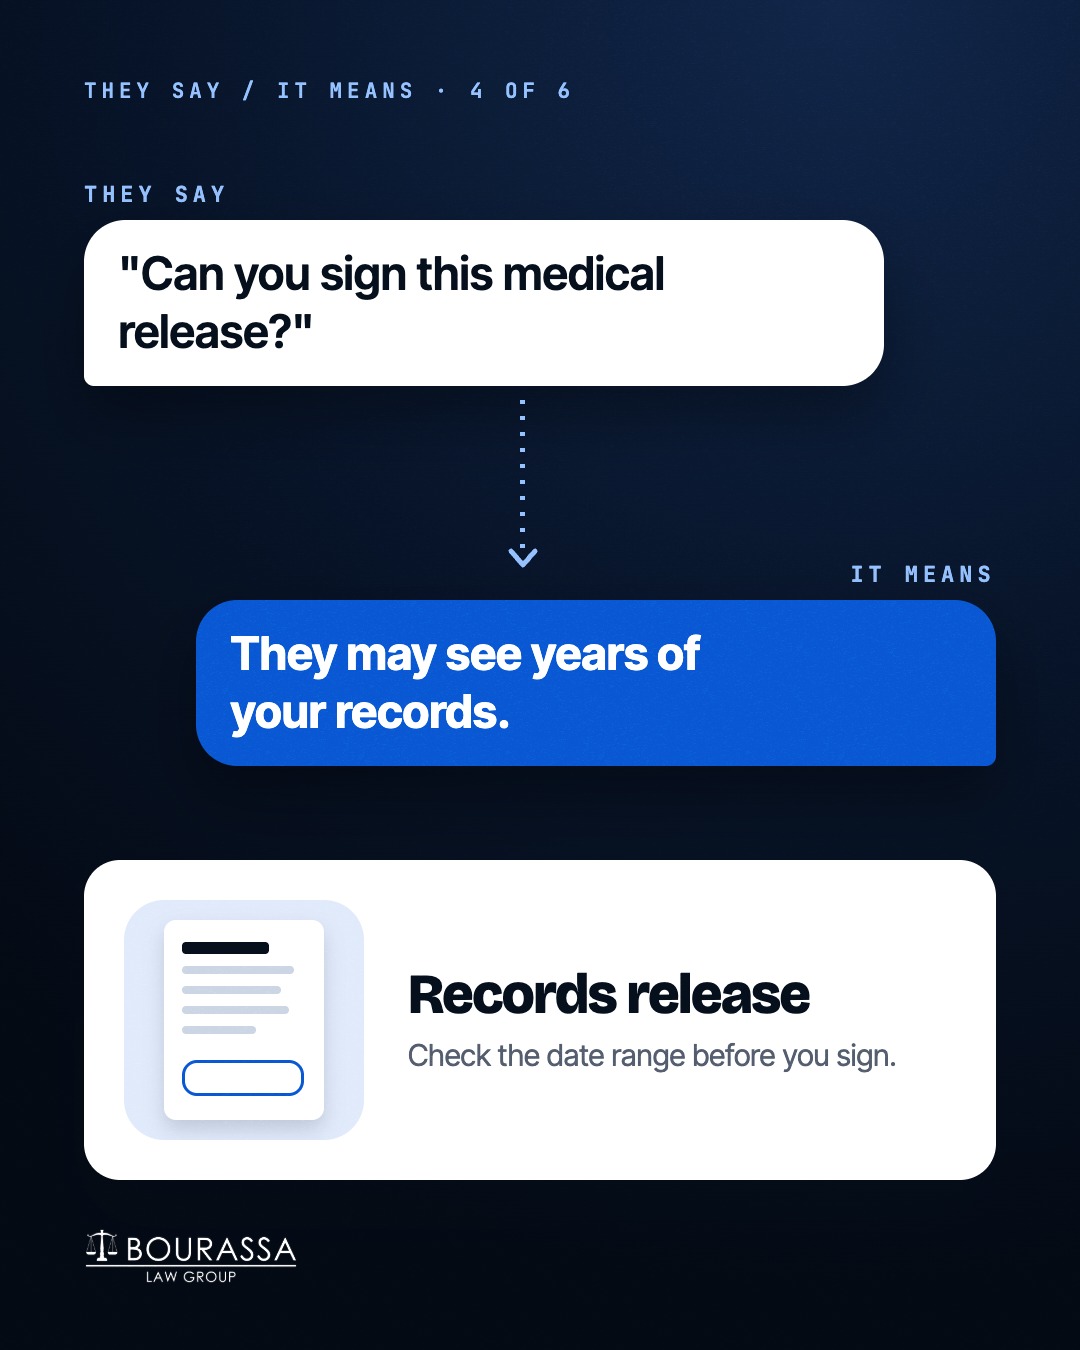 THEY SAY / IT MEANS · 4 OF 6
THEY SAY
"Can you sign this medical
release?"
IT MEANS
They may see years of
your records.
Records release
Check the date range before you sign.
BOURASSA
LAW GROUP